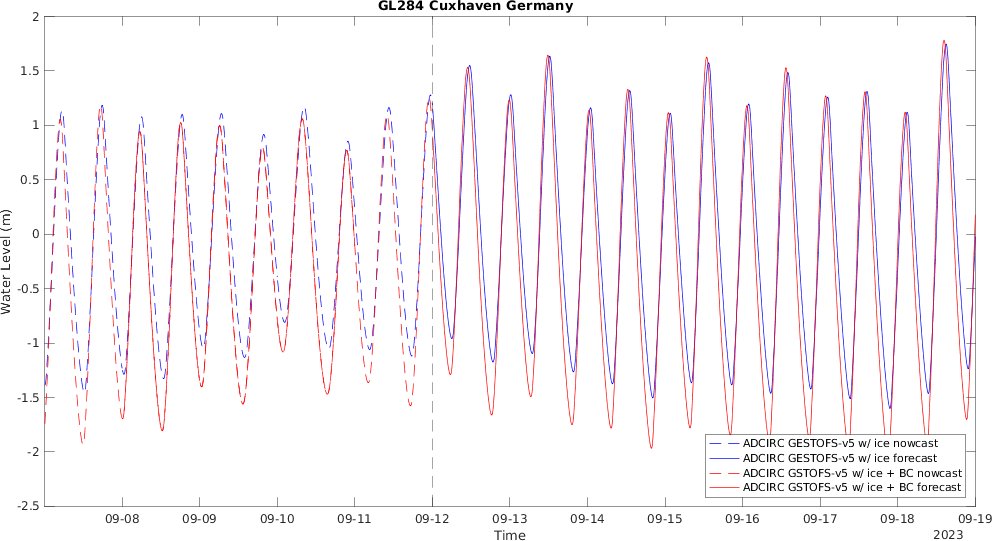 GL284 Cuxhaven Germany
2
1.5
1
0.5
0
-0.5
-1
-1.5
-2
-2.5
Water Level (m)
ADCIRC GESTOFS-v5 w/ ice nowcast
ADCIRC GESTOFS-v5 w/ ice forecast
ADCIRC GSTOFS-v5 w/ ice + BC nowcast
ADCIRC GSTOFS-v5 w/ ice + BC forecast
09-08 09-09 09-10 09-11 09-12 09-13 09-14 09-15 09-16 09-17 09-18 09-19
Time
2023